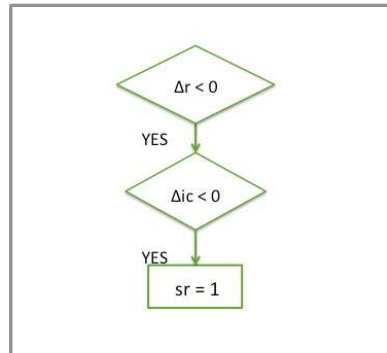 Δr < 0
YES
Δic < 0
YES
sr = 1